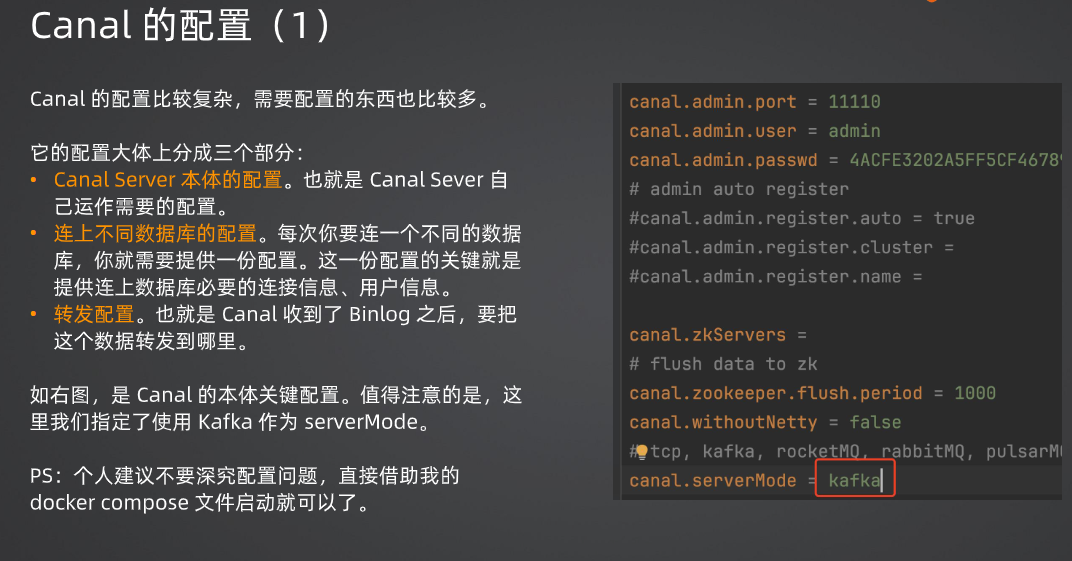 Canal 的配置（1）
Canal 的配置比较复杂，需要配置的东西也比较多。
它的配置大体上分成三个部分：
• Canal Server 本体的配置。也就是 Canal Sever 自
己运作需要的配置。
• 连上不同数据库的配置。每次你要连一个不同的数据
库，你就需要提供一份配置。这一份配置的关键就是
提供连上数据库必要的连接信息、用户信息。
• 转发配置。也就是 Canal 收到了 Binlog 之后，要把
这个数据转发到哪里。
如右图，是 Canal 的本体关键配置。值得注意的是，这
里我们指定了使用 Kafka 作为 serverMode。
PS：个人建议不要深究配置问题，直接借助我的
docker compose 文件启动就可以了。
canal.admin.port = 11110
canal.admin.user = admin
canal.admin.passwd = 4ACFE3202A5FF5CF46789
# admin auto register
#canal.admin.register.auto = true
#canal.admin.register.cluster =
#canal.admin.register.name =
canal.zkServers =
# flush data to zk
canal.zookeeper.flush.period = 1000
canal.withoutNetty = false
# tcp, kafka, rocketMQ, rabbitMQ, pulsarM
canal.serverMode = kafka